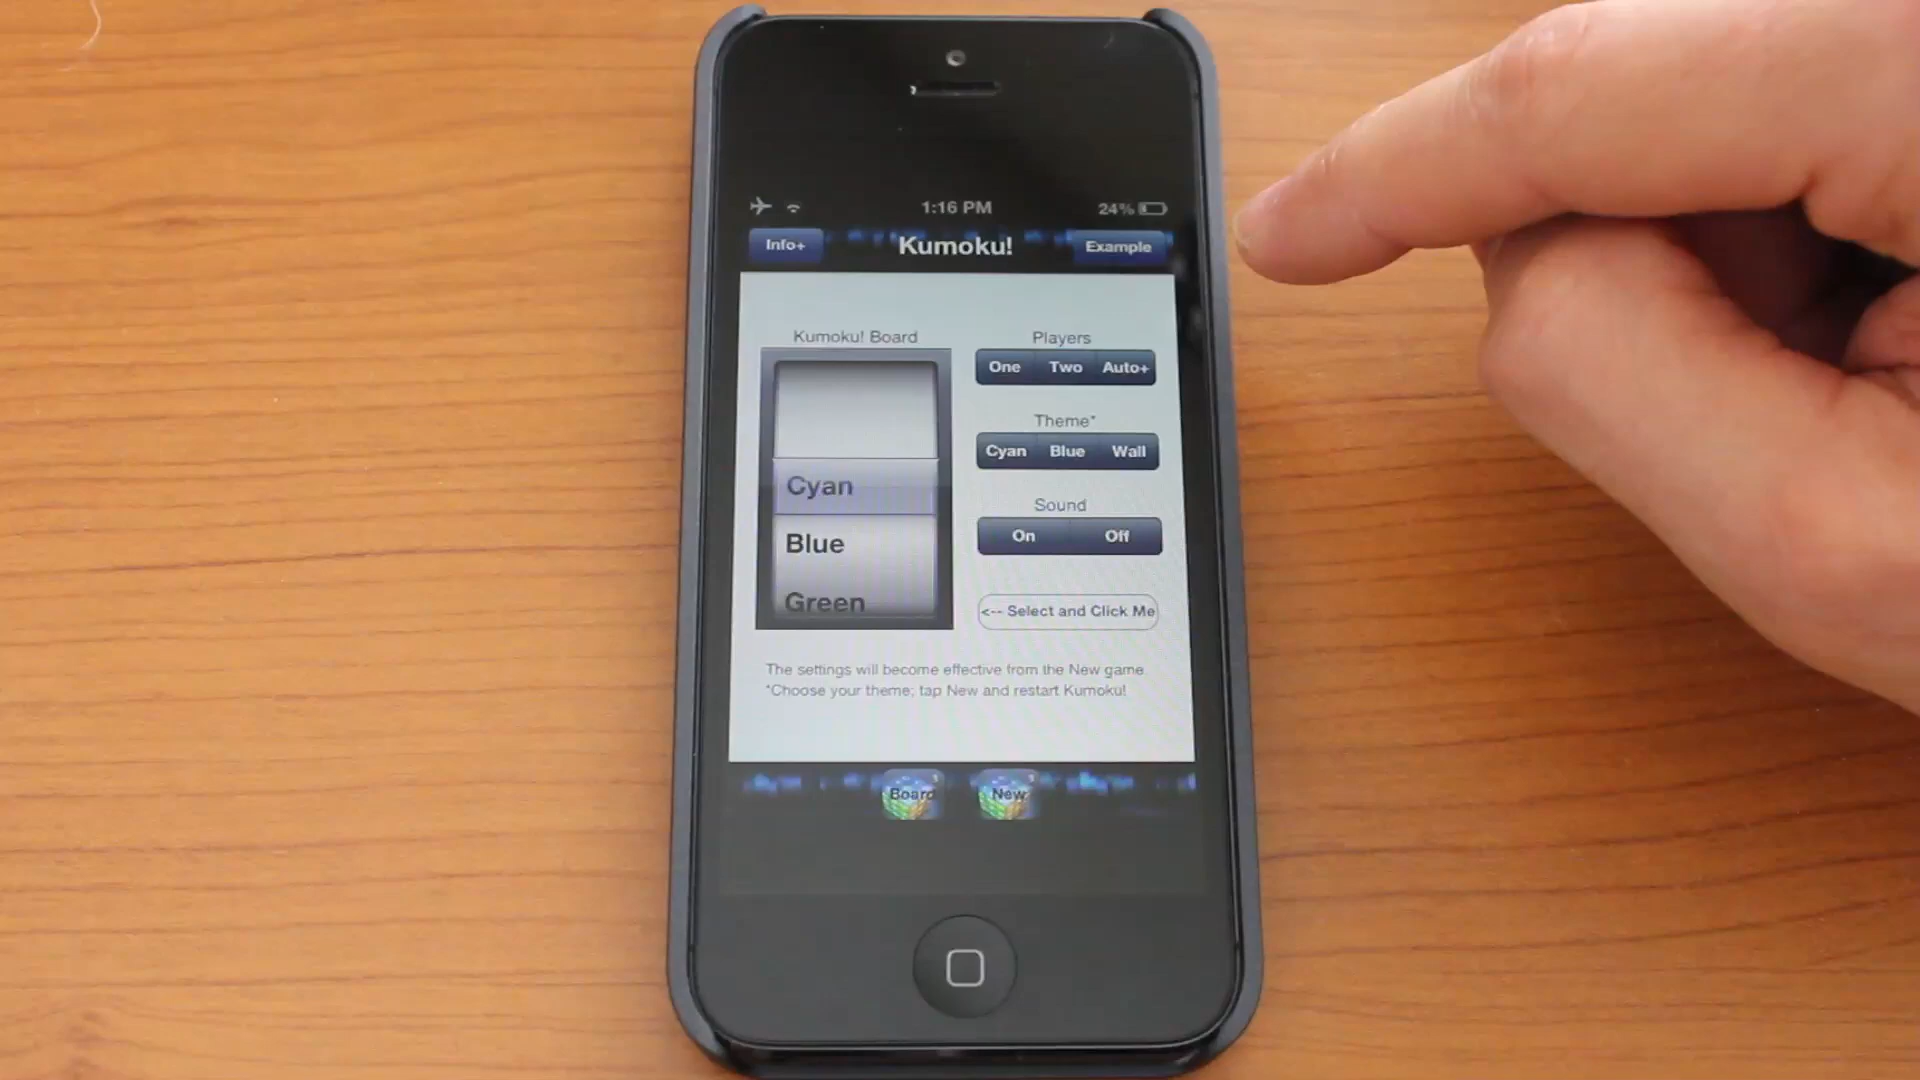 1:16 PM
24%
Info+
Kumoku!
Example
Kumoku! Board
Players
One Two Auto+
Theme*
Cyan Blue Wall
Cyan
Blue
Green
Sound
On Off
<-- Select and Click Me
The settings will become effective from the New game.
*Choose your theme; tap New and restart Kumoku!
Board
New